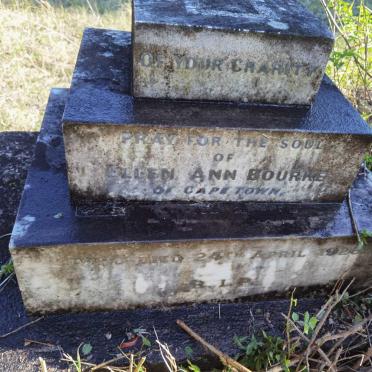 OF YOUR CHARITY
PRAY FOR THE SOUL
OF
ELLEN ANN BOURKE
OF CAPETOWN.
DIED 24TH APRIL
R.I.P.